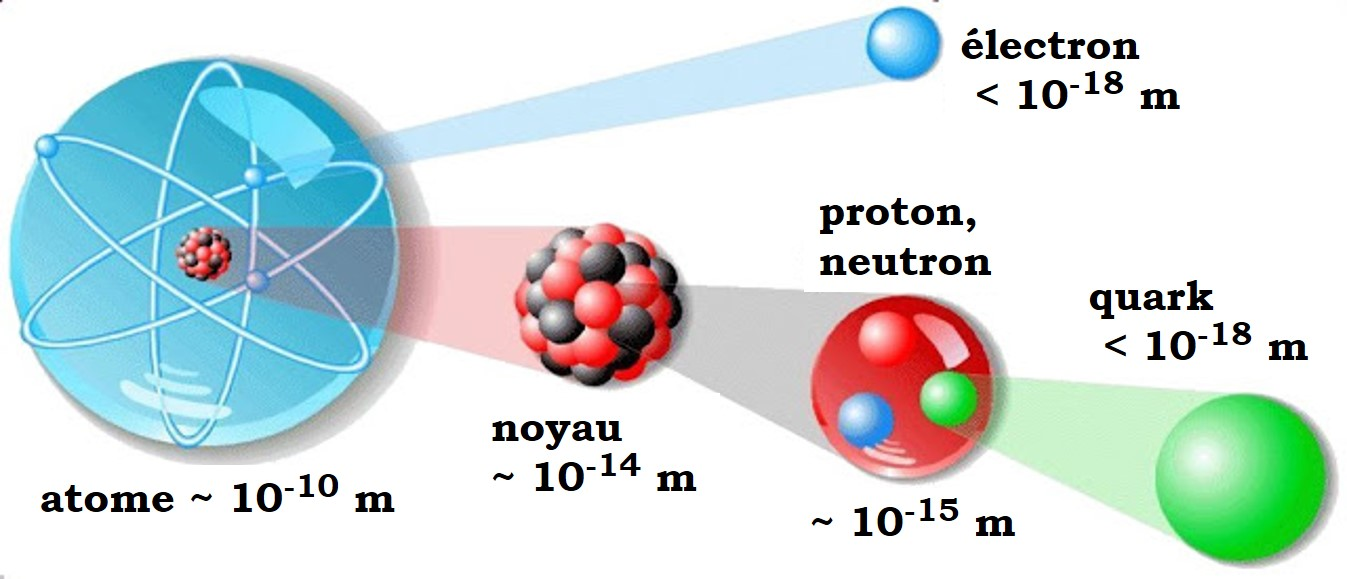 électron
< 10⁻¹⁸ m
proton,
neutron
quark
< 10⁻¹⁸ m
noyau
~ 10⁻¹⁴ m
atome ~ 10⁻¹⁰ m
~ 10⁻¹⁵ m